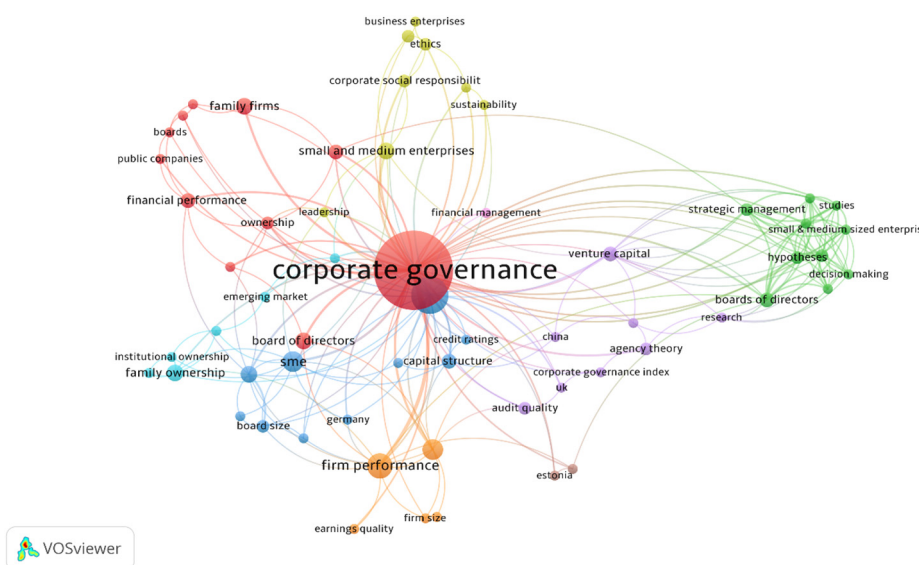 business enterprises
ethics
corporate social responsibilit
sustainability
family firms
boards
small and medium enterprises
public companies
financial performance
leadership
financial management
ownership
strategic management
studies
small & medium sized enterpris
venture capital
hypotheses
corporate governance
decision making
emerging market
boards of directors
research
board of directors
credit ratings
china
agency theory
institutional ownership
sme
capital structure
family ownership
corporate governance index
uk
audit quality
board size
germany
firm performance
estonia
firm size
earnings quality
VOSviewer